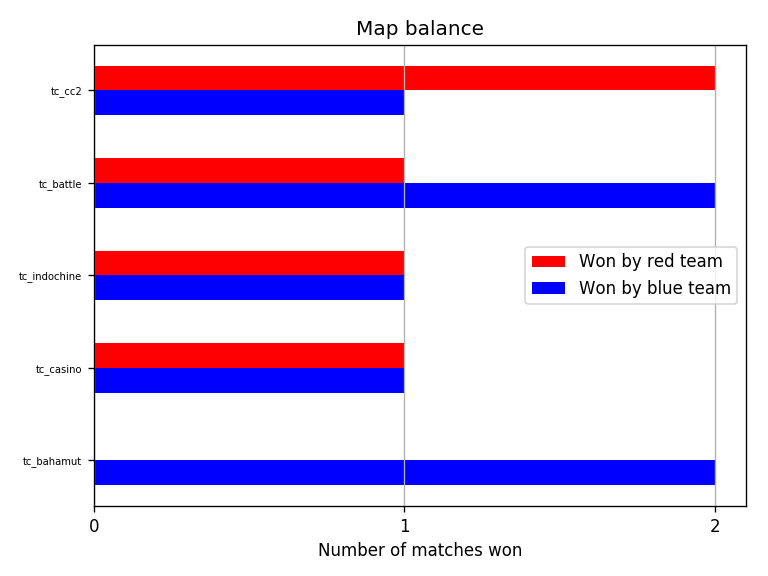 Map balance
tc_cc2
tc_battle
tc_indochine
tc_casino
tc_bahamut
Won by red team
Won by blue team
0 1 2
Number of matches won